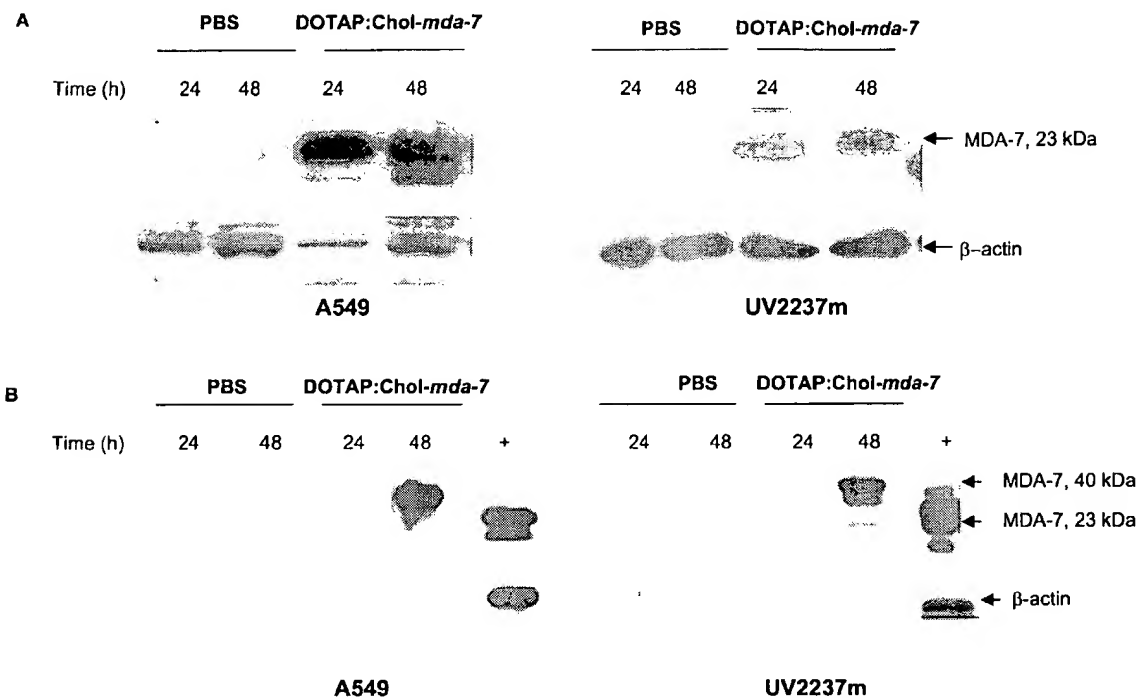 A
PBS DOTAP:Chol-mda-7 PBS DOTAP:Chol-mda-7
Time (h) 24 48 24 48 24 48 24 48
MDA-7, 23 kDa
β–actin
A549 UV2237m
B
PBS DOTAP:Chol-mda-7 PBS DOTAP:Chol-mda-7
Time (h) 24 48 24 48 + 24 48 24 48 +
MDA-7, 40 kDa
MDA-7, 23 kDa
β-actin
A549 UV2237m